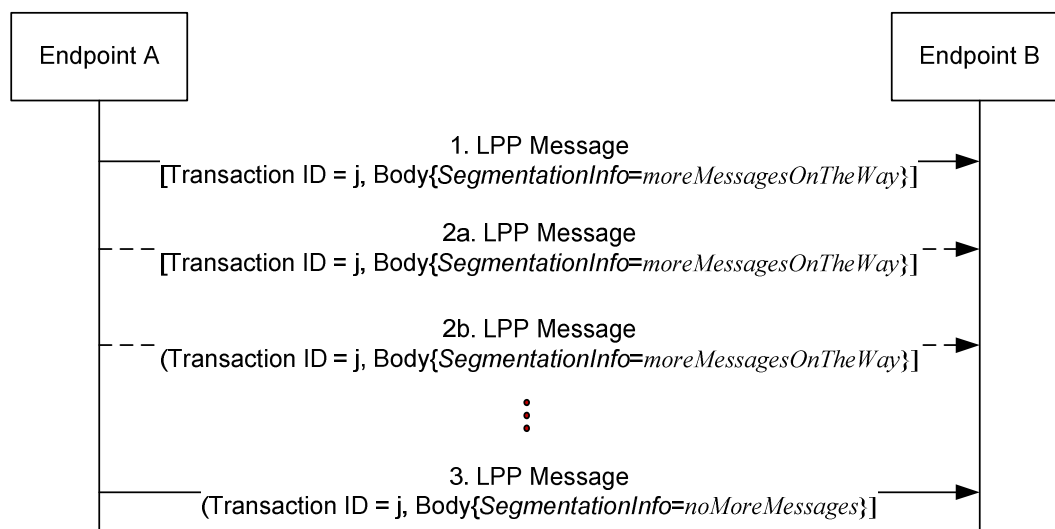 Endpoint A
Endpoint B
1. LPP Message
[Transaction ID = j, Body{SegmentationInfo=moreMessagesOnTheWay}]
2a. LPP Message
[Transaction ID = j, Body{SegmentationInfo=moreMessagesOnTheWay}]
2b. LPP Message
(Transaction ID = j, Body{SegmentationInfo=moreMessagesOnTheWay}]
3. LPP Message
(Transaction ID = j, Body{SegmentationInfo=noMoreMessages}]